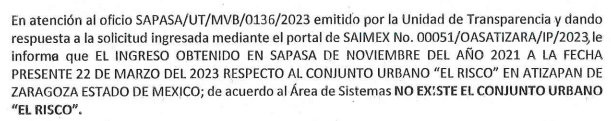 En atención al oficio SAPASA/UT/MVB/0136/2023 emitido por la Unidad de Transparencia y dando
respuesta a la solicitud ingresada mediante el portal de SAIMEX No. 00051/OASATIZARA/IP/2023, le
informa que EL INGRESO OBTENIDO EN SAPASA DE NOVIEMBRE DEL AÑO 2021 A LA FECHA
PRESENTE 22 DE MARZO DEL 2023 RESPECTO AL CONJUNTO URBANO "EL RISCO" EN ATIZAPAN DE
ZARAGOZA ESTADO DE MEXICO; de acuerdo al Área de Sistemas NO EXISTE EL CONJUNTO URBANO
"EL RISCO".